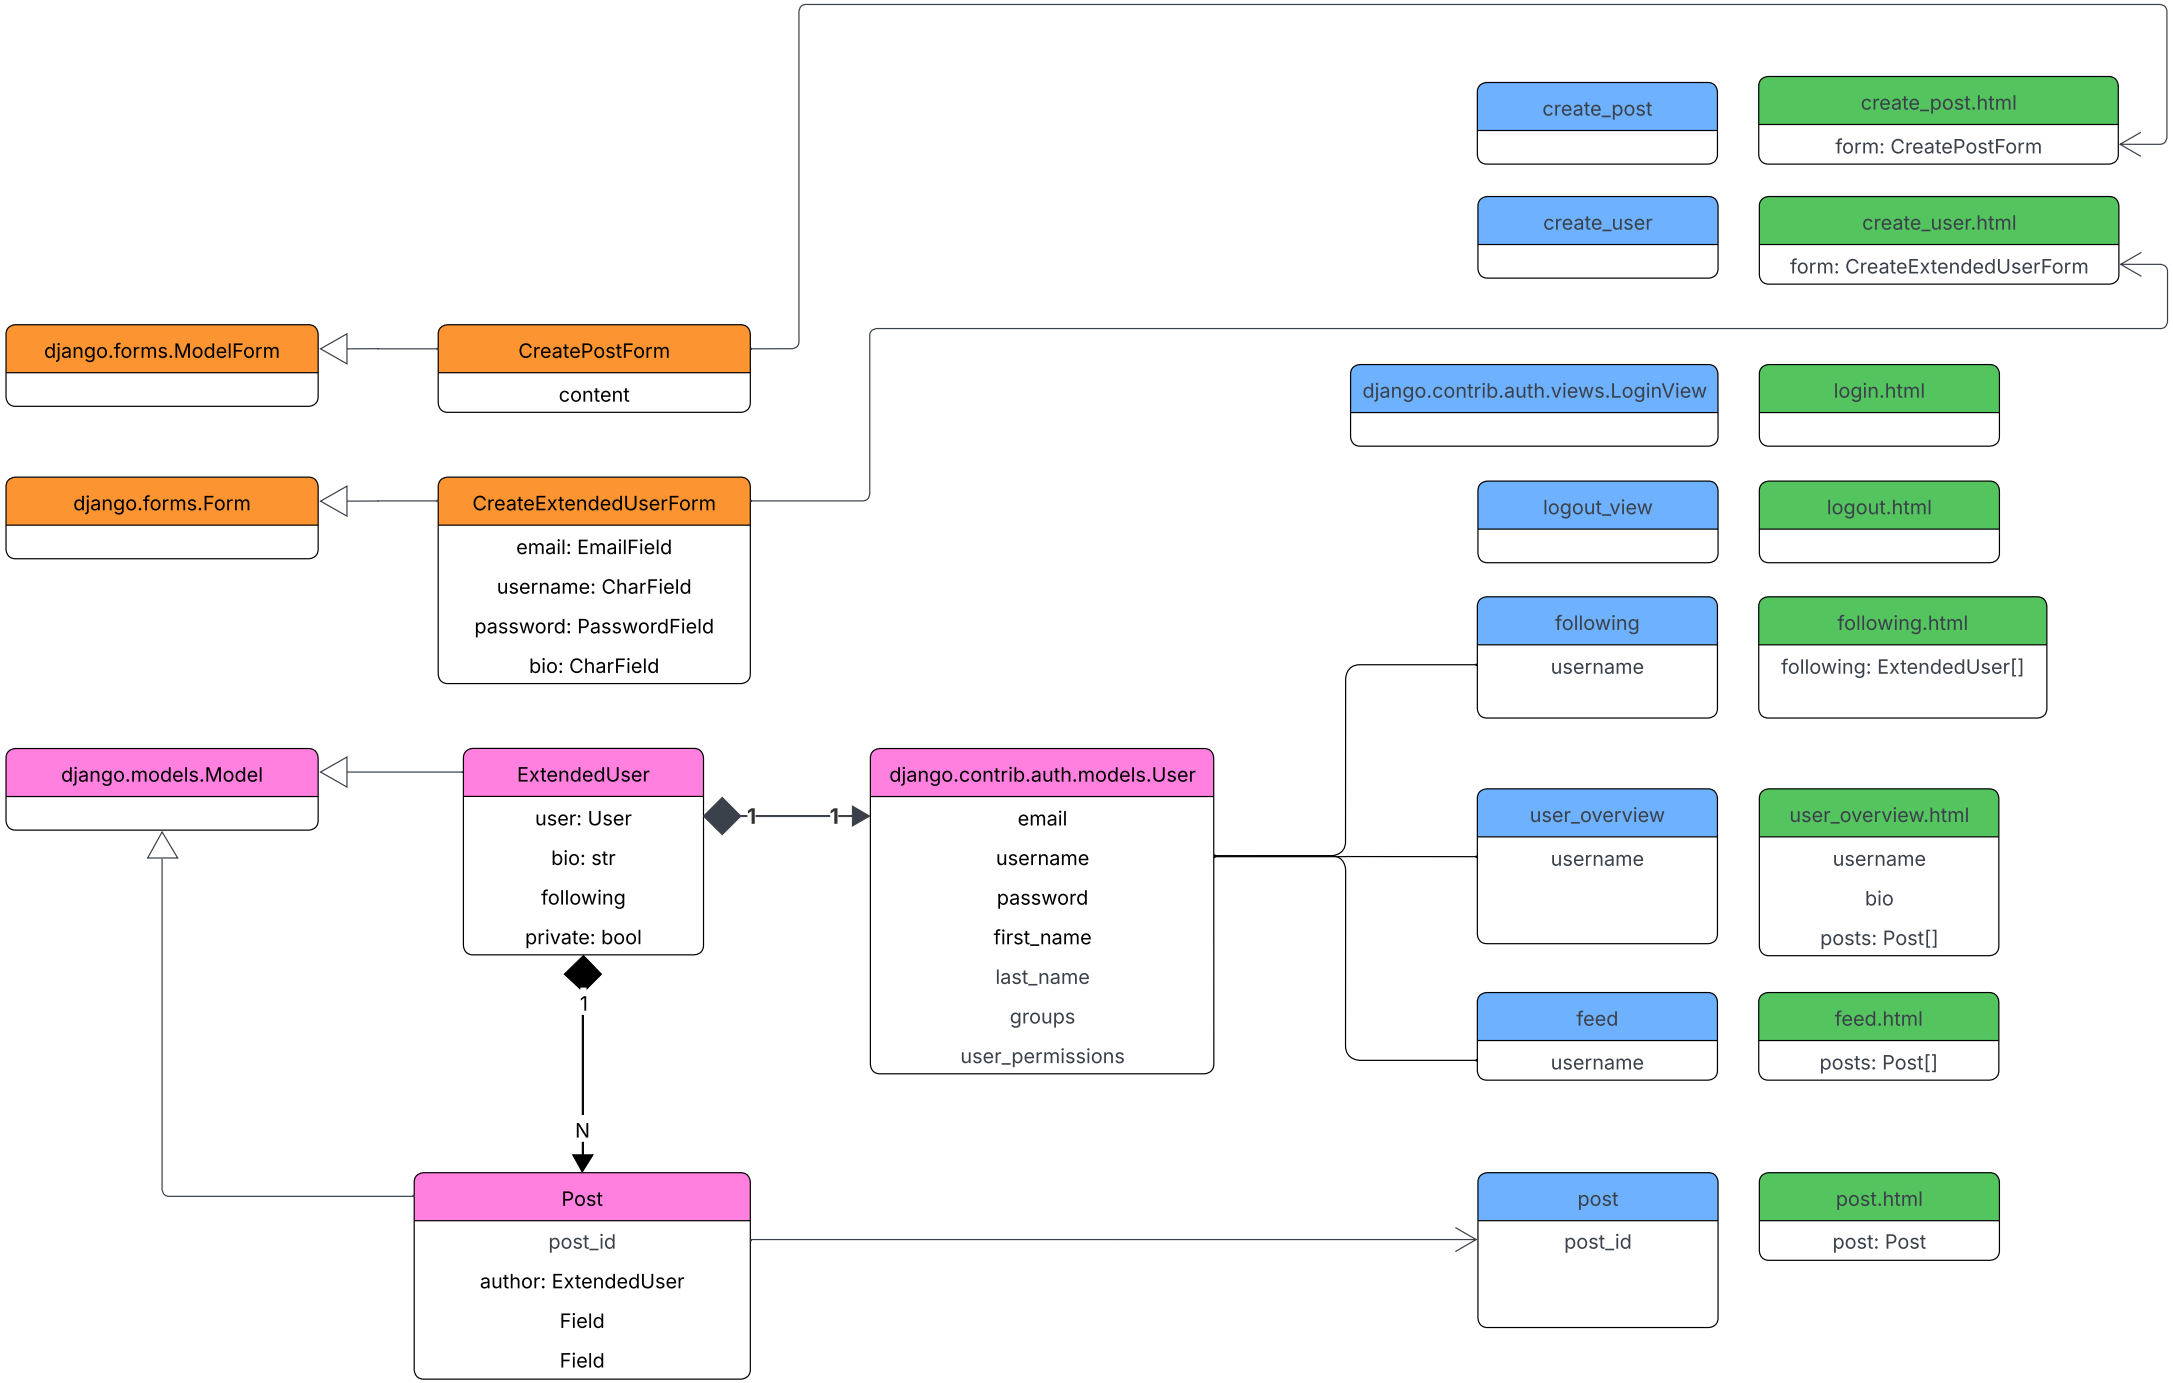 create_post
create_post.html
form: CreatePostForm
create_user
create_user.html
form: CreateExtendedUserForm
django.forms.ModelForm
CreatePostForm
content
django.contrib.auth.views.LoginView
login.html
django.forms.Form
CreateExtendedUserForm
email: EmailField
username: CharField
password: PasswordField
bio: CharField
logout_view
logout.html
following
username
following.html
following: ExtendedUser[]
django.models.Model
ExtendedUser
user: User
bio: str
following
private: bool
1
1
django.contrib.auth.models.User
email
username
password
first_name
last_name
groups
user_permissions
user_overview
username
user_overview.html
username
bio
posts: Post[]
feed
username
feed.html
posts: Post[]
1
N
Post
post_id
author: ExtendedUser
Field
Field
post
post_id
post.html
post: Post